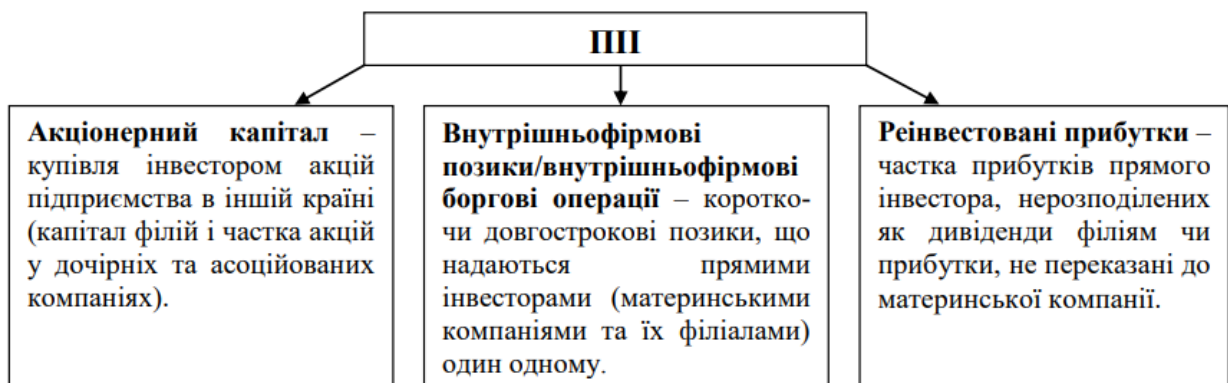 ПІІ
Акціонерний капітал –
купівля інвестором акцій
підприємства в іншій країні
(капітал філій і частка акцій
у дочірніх та асоційованих
компаніях).
Внутрішньофірмові
позики/внутрішньофірмові
боргові операції – коротко-
чи довгострокові позики, що
надаються прямими
інвесторами (материнськими
компаніями та їх філіалами)
один одному.
Реінвестовані прибутки –
частка прибутків прямого
інвестора, нерозподілених
як дивіденди філіям чи
прибутки, не переказані до
материнської компанії.